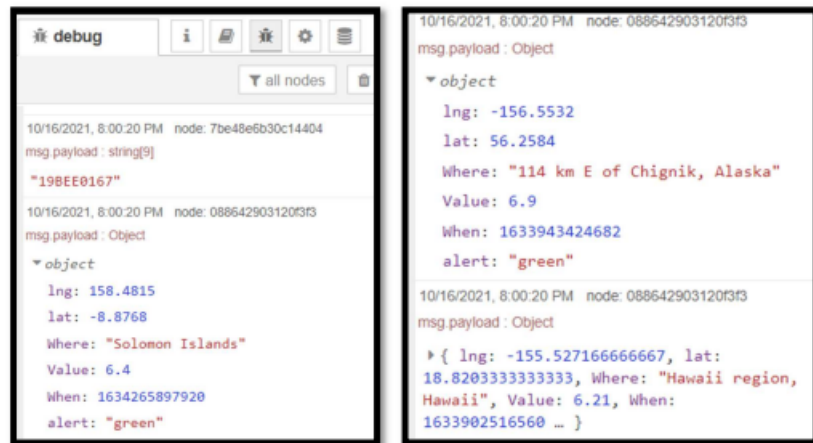 debug
i
all nodes
10/16/2021, 8:00:20 PM node: 7be48e6b30c14404
msg.payload : string[9]
"19BEE0167"
10/16/2021, 8:00:20 PM node: 088642903120f3f3
msg.payload : Object
object
lng: 158.4815
lat: -8.8768
Where: "Solomon Islands"
Value: 6.4
When: 1634265897920
alert: "green"
10/16/2021, 8:00:20 PM node: 088642903120f3f3
msg.payload : Object
object
lng: -156.5532
lat: 56.2584
Where: "114 km E of Chignik, Alaska"
Value: 6.9
When: 1633943424682
alert: "green"
10/16/2021, 8:00:20 PM node: 088642903120f3f3
msg.payload : Object
{ lng: -155.527166666667, lat:
18.8203333333333, Where: "Hawaii region,
Hawaii", Value: 6.21, When:
1633902516560 … }